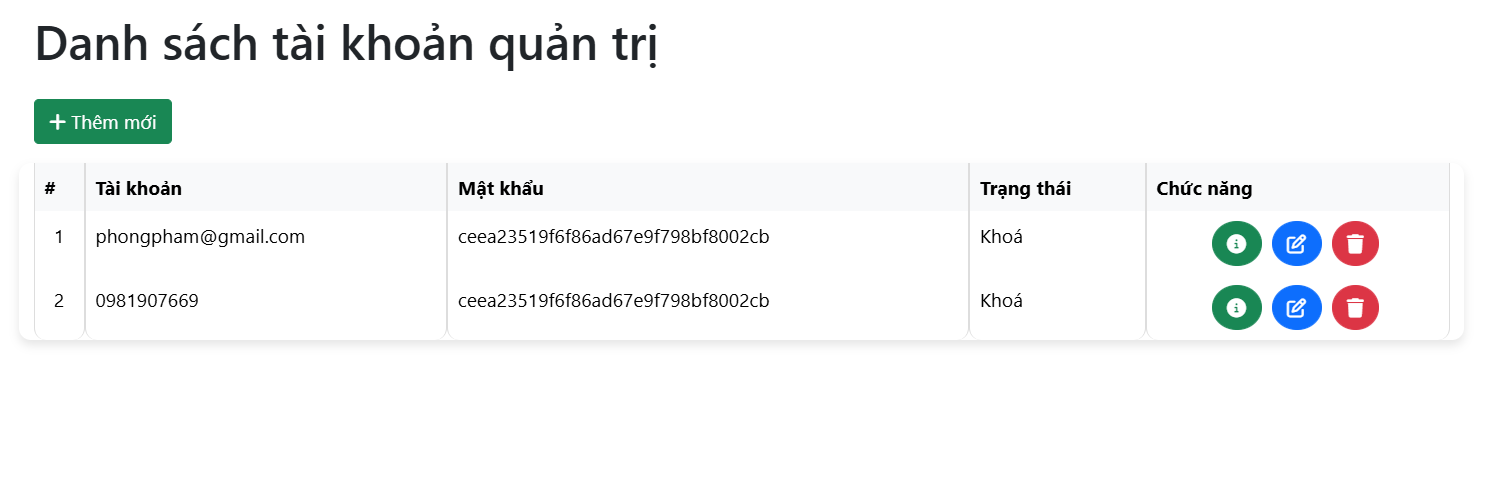 Danh sách tài khoản quản trị
Thêm mới
# Tài khoản Mật khẩu Trạng thái Chức năng
1 phongpham@gmail.com ceea23519f6f86ad67e9f798bf8002cb Khoá
2 0981907669 ceea23519f6f86ad67e9f798bf8002cb Khoá